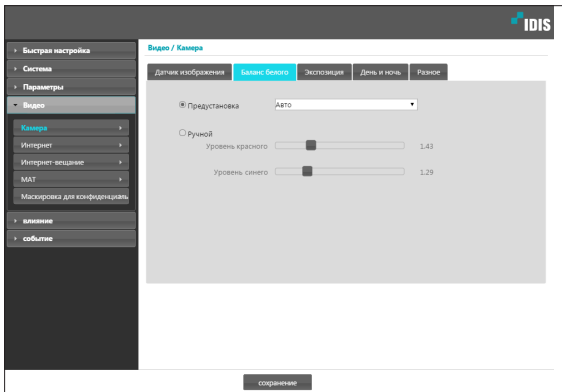 IDIS
Быстрая настройка
Система
Параметры
Видео
Камера
Интернет
Интернет-вещание
МАТ
Маскировка для конфиденциаль
влияние
событие
Видео / Камера
Датчик изображения Баланс белого Экспозиция День и ночь Разное
Предустановка Авто
Ручной
Уровень красного 1.43
Уровень синего 1.29
сохранение